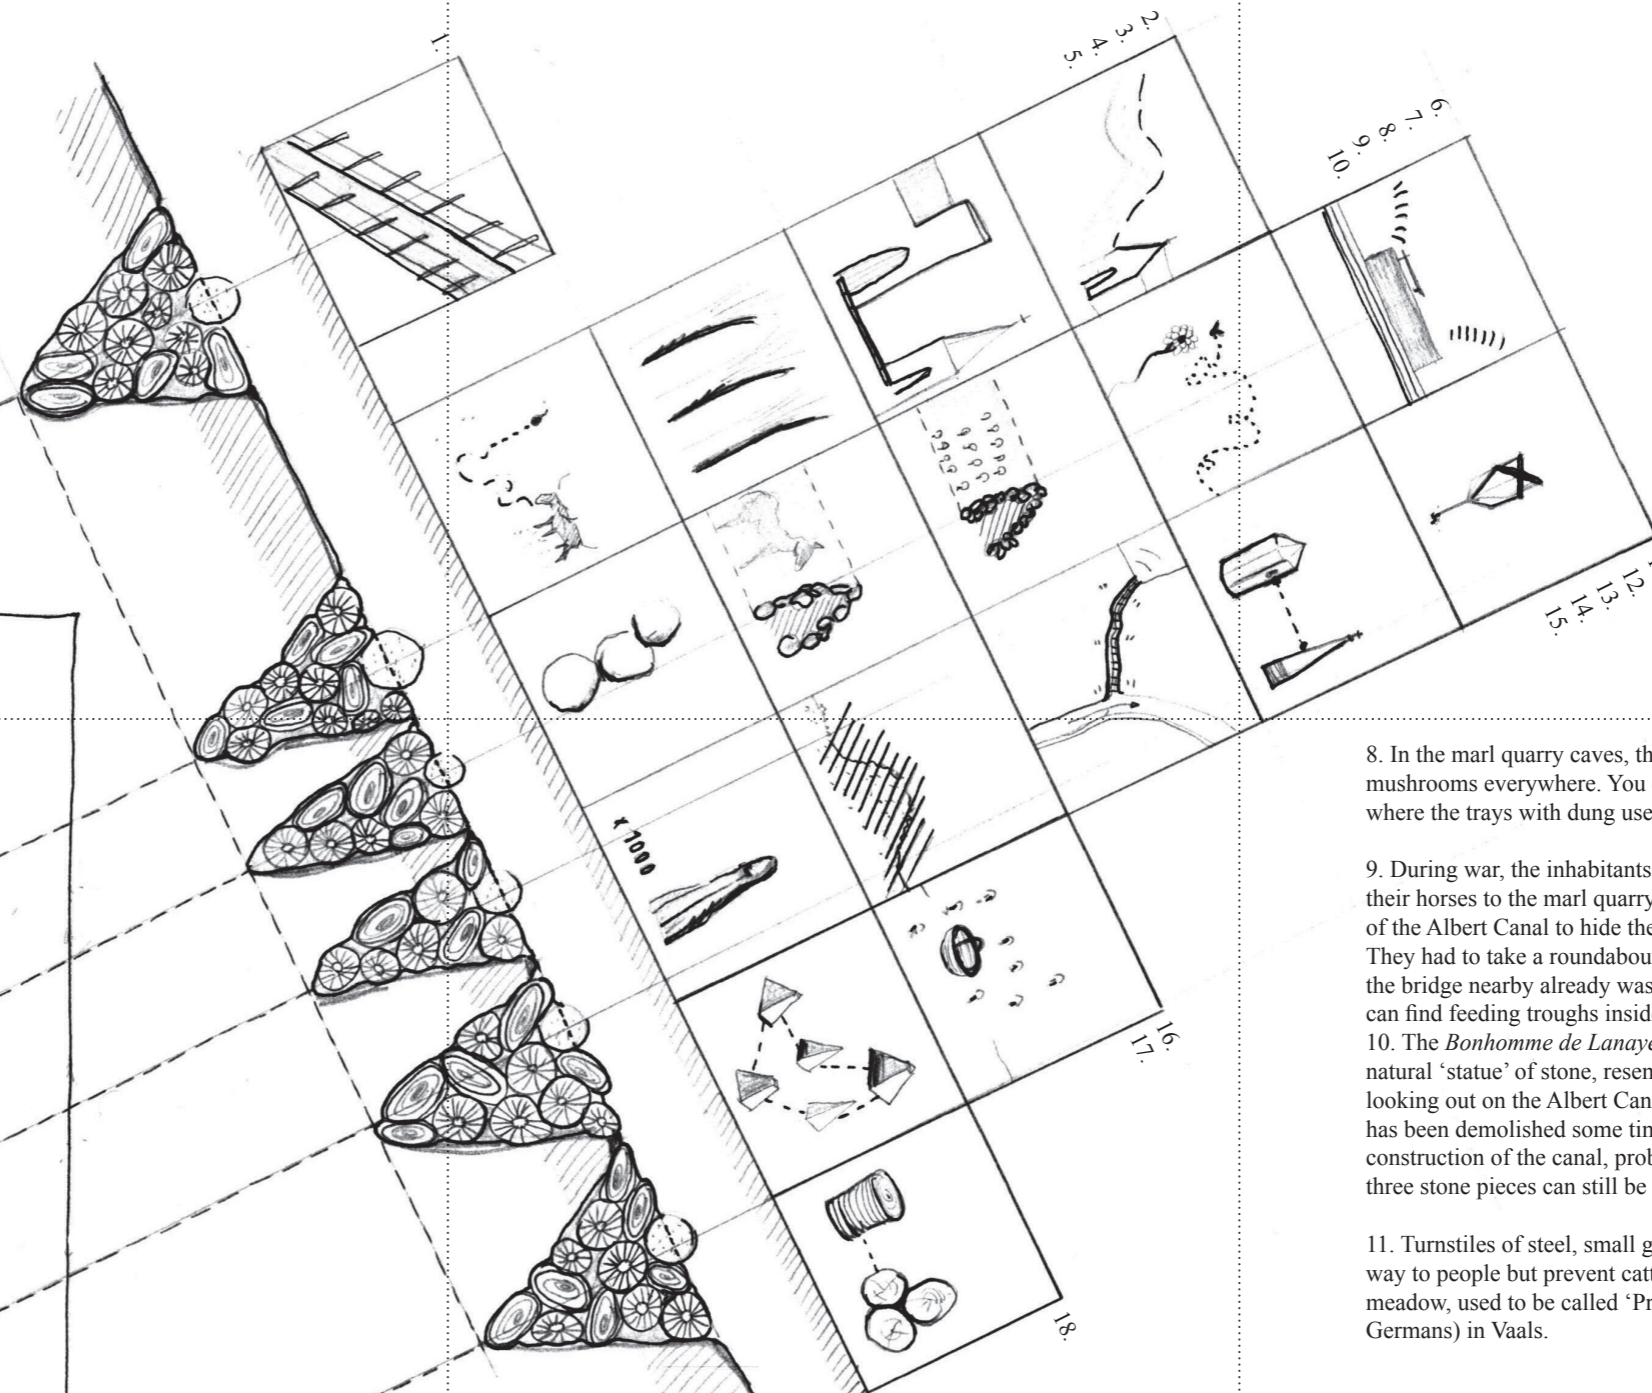 1.
2.
3.
4.
5.
6.
7.
8.
9.
10.
12.
13.
14.
15.
x 1000
16.
17.
18.
8. In the marl quarry caves, th
mushrooms everywhere. You
where the trays with dung use
9. During war, the inhabitants
their horses to the marl quarry
of the Albert Canal to hide the
They had to take a roundabou
the bridge nearby already was
can find feeding troughs insid
10. The Bonhomme de Lanaye
natural ‘statue’ of stone, resen
looking out on the Albert Can
has been demolished some tin
construction of the canal, prob
three stone pieces can still be
11. Turnstiles of steel, small g
way to people but prevent catt
meadow, used to be called ‘Pr
Germans) in Vaals.